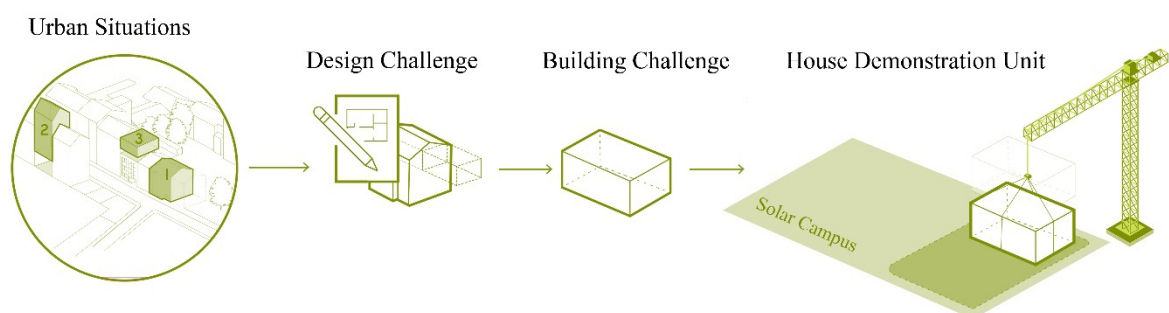 Urban Situations
Design Challenge
Building Challenge
House Demonstration Unit
2
3
1
Solar Campus